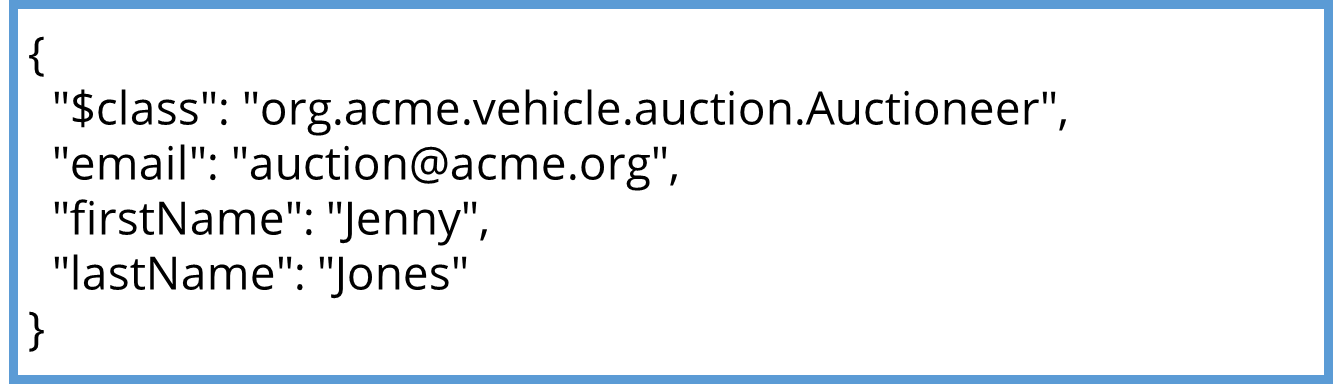 {
"$class": "org.acme.vehicle.auction.Auctioneer",
"email": "auction@acme.org",
"firstName": "Jenny",
"lastName": "Jones"
}